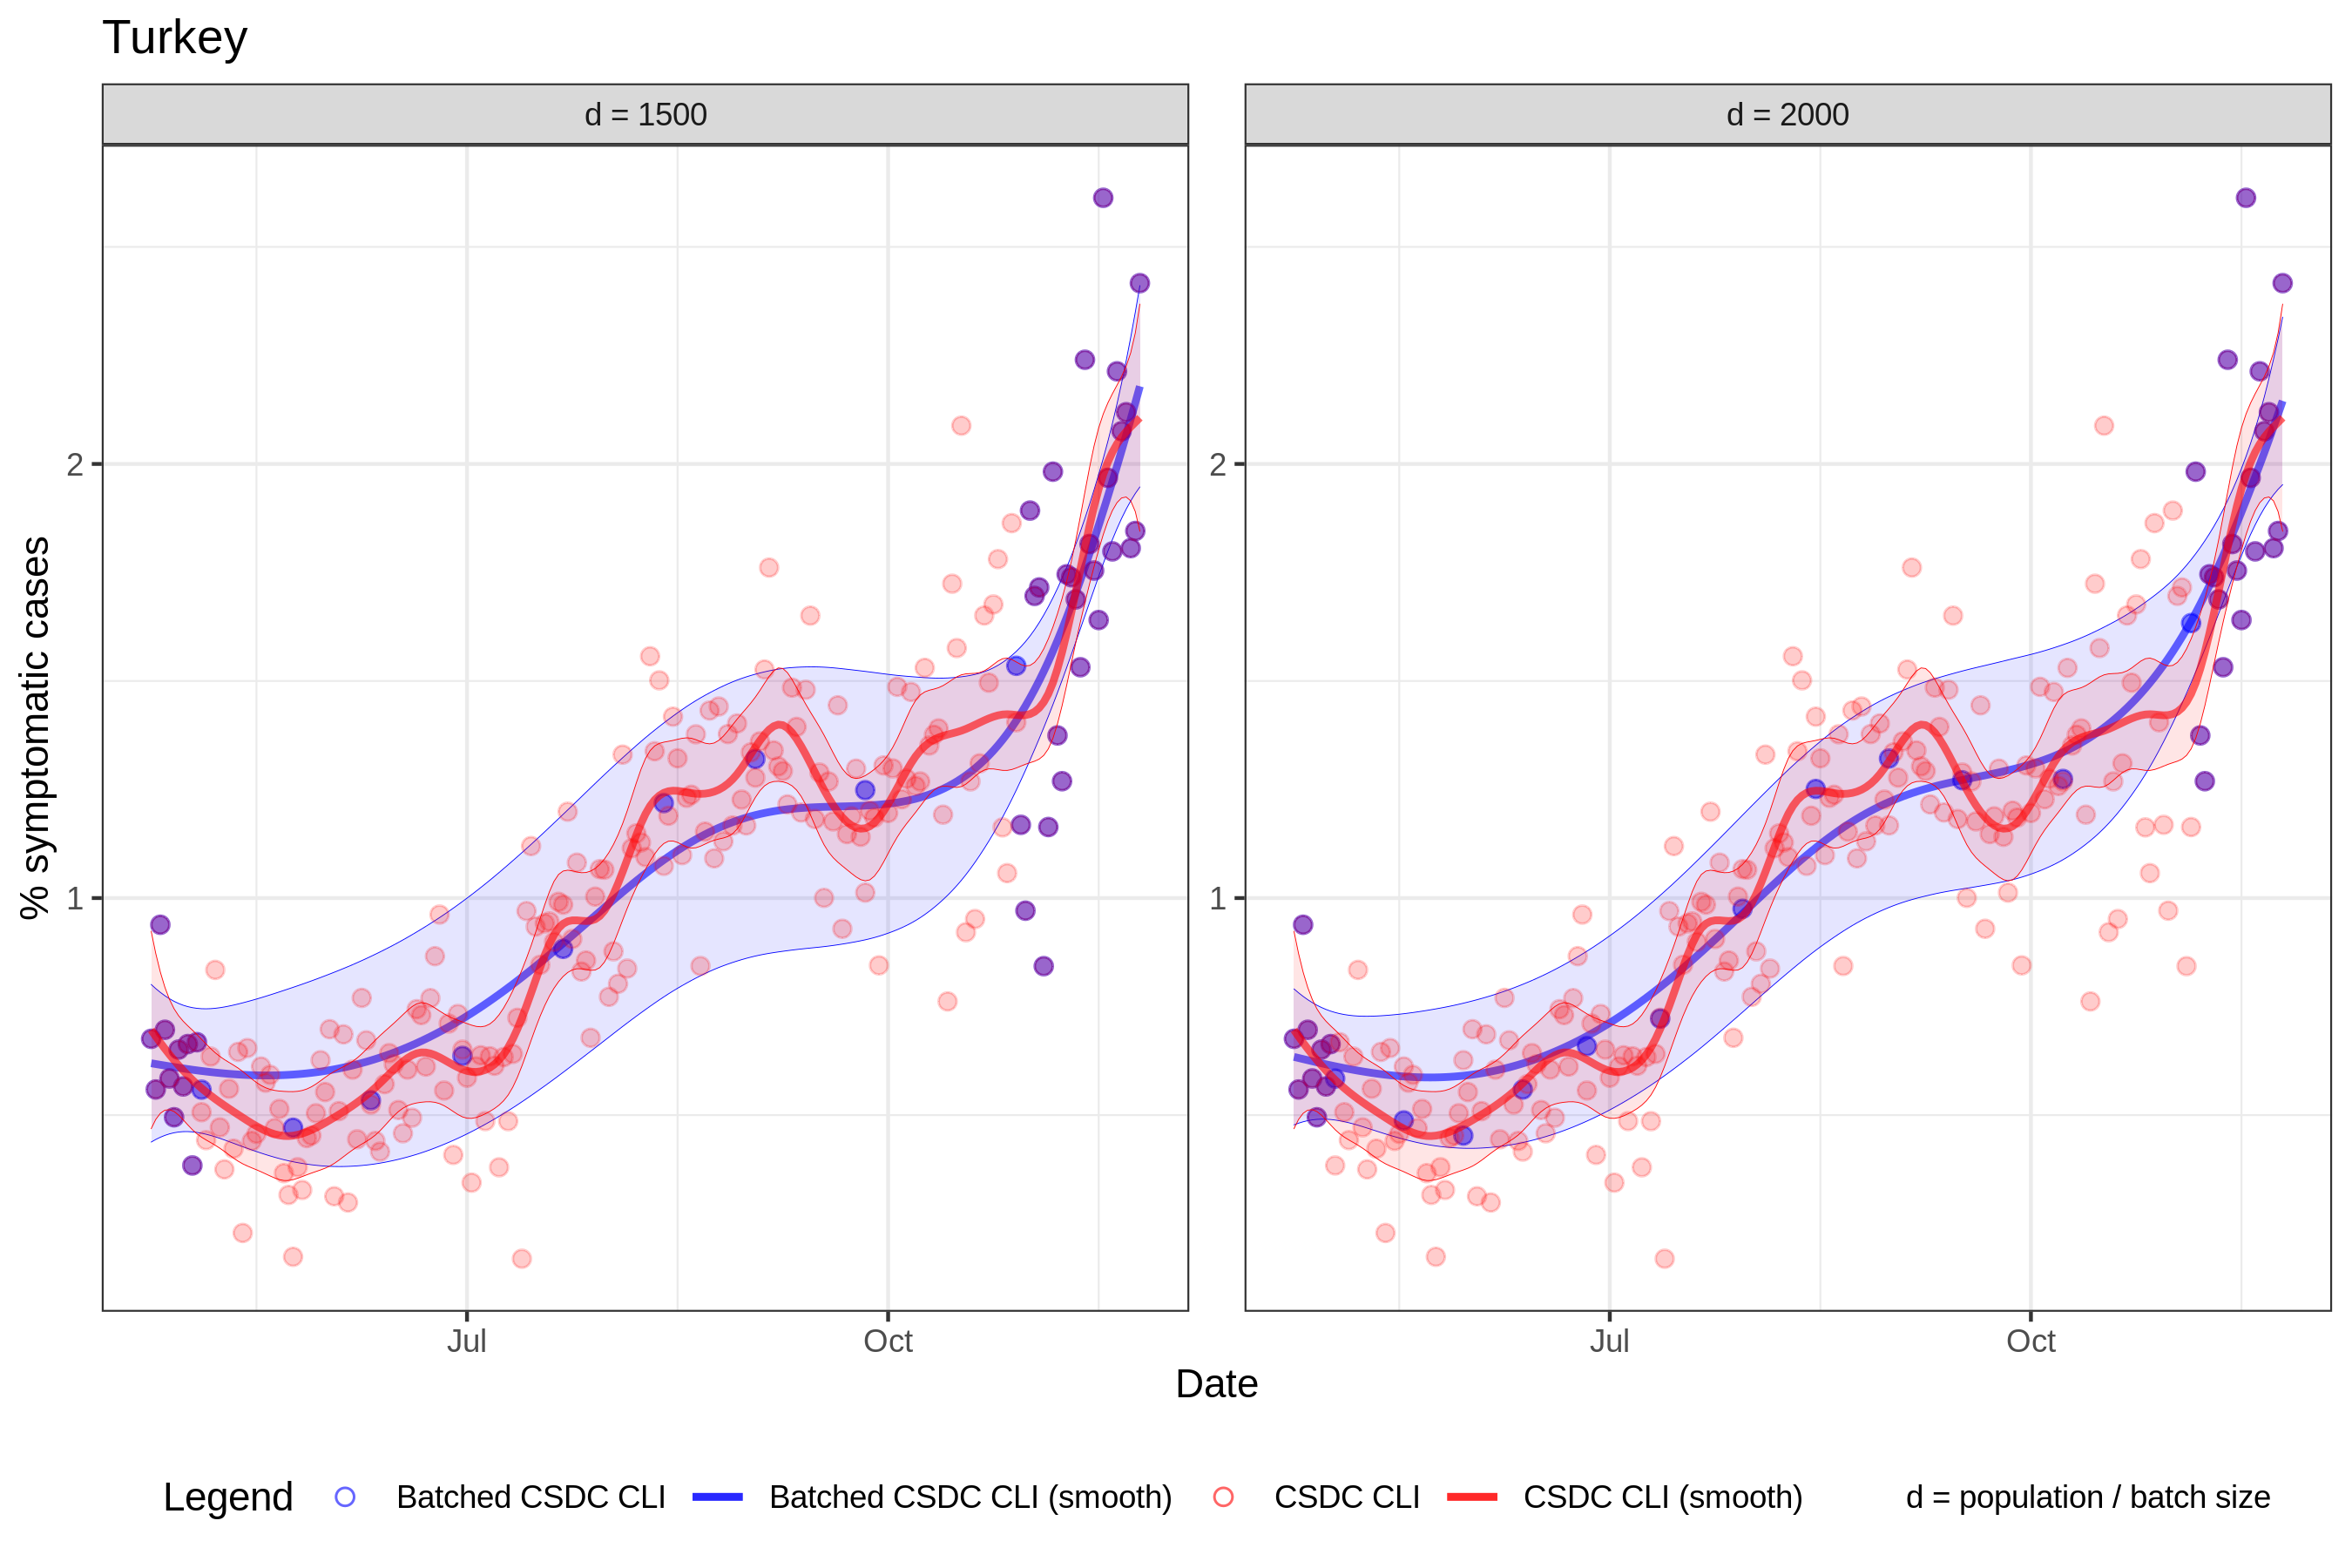 Turkey
d = 1500
d = 2000
% symptomatic cases
2
1
2
1
Jul
Oct
Jul
Oct
Date
Legend
Batched CSDC CLI
Batched CSDC CLI (smooth)
CSDC CLI
CSDC CLI (smooth)
d = population / batch size